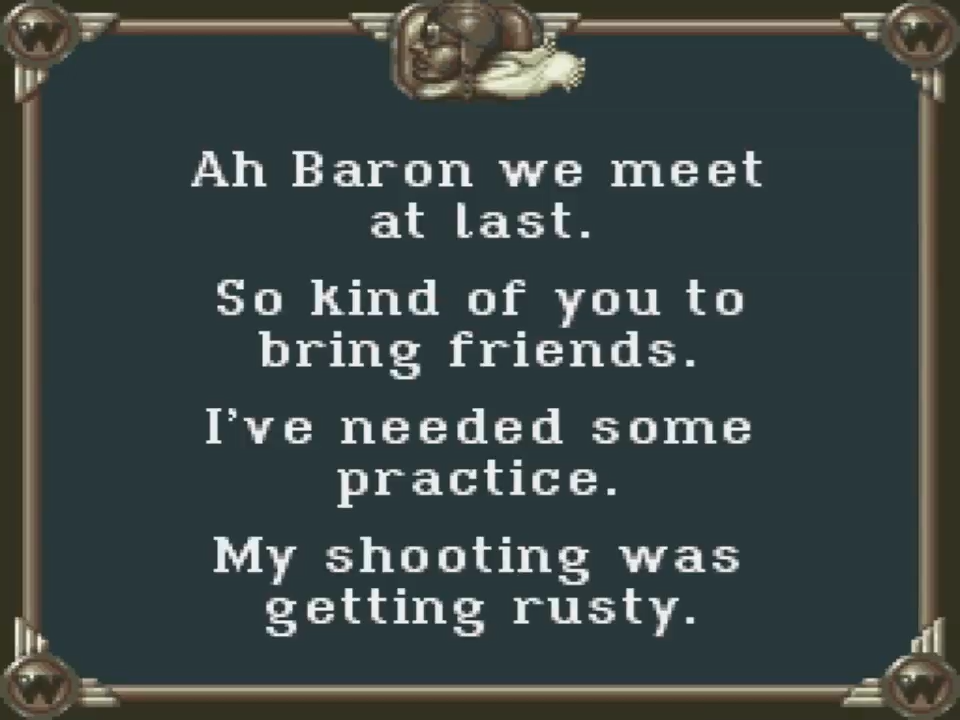 Ah Baron we meet
at last.
So kind of you to
bring friends.
I've needed some
practice.
My shooting was
getting rusty.